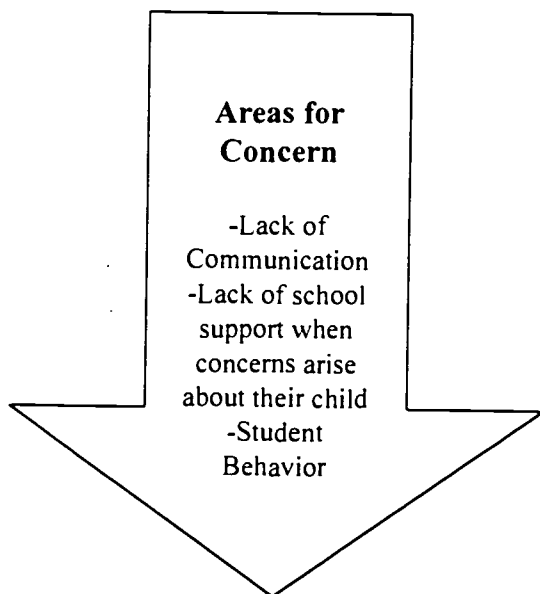 Areas for
Concern
-Lack of
Communication
-Lack of school
support when
concerns arise
about their child
-Student
Behavior